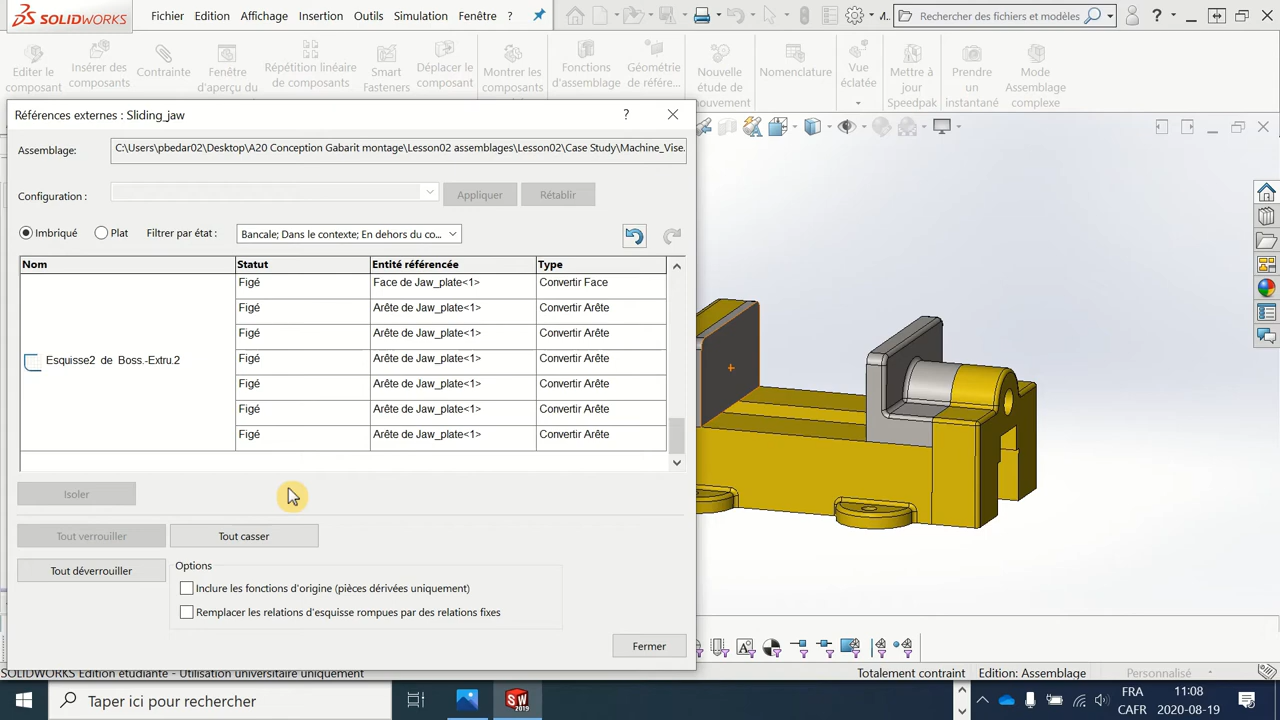 SOLIDWORKS Fichier Edition Affichage Insertion Outils Simulation Fenêtre ? Rechercher des fichiers et modèles ?
Editer le composant
Insérer des composants
Contrainte
Fenêtre d'aperçu du
Répétition linéaire de composants
Smart Fasteners
Déplacer le composant
Montrer les composants
Fonctions d'assemblage
Géométrie de référe...
Nouvelle étude de mouvement
Nomenclature
Vue éclatée
Mettre à jour Speedpak
Prendre un instantané
Mode Assemblage complexe
Références externes : Sliding_jaw ?
Assemblage: C:\Users\pbedar02\Desktop\A20 Conception Gabarit montage\Lesson02 assemblages\Lesson02\Case Study\Machine_Vise.
Configuration : Appliquer Rétablir
Imbriqué Plat Filtrer par état : Bancale; Dans le contexte; En dehors du co...
Nom Statut Entité référencée Type
Figé Face de Jaw_plate<1> Convertir Face
Figé Arête de Jaw_plate<1> Convertir Arête
Figé Arête de Jaw_plate<1> Convertir Arête
Esquisse2 de Boss.-Extru.2 Figé Arête de Jaw_plate<1> Convertir Arête
Figé Arête de Jaw_plate<1> Convertir Arête
Figé Arête de Jaw_plate<1> Convertir Arête
Figé Arête de Jaw_plate<1> Convertir Arête
Isoler
Tout verrouiller Tout casser
Tout déverrouiller Options
Inclure les fonctions d'origine (pièces dérivées uniquement)
Remplacer les relations d'esquisse rompues par des relations fixes
Fermer
SOLIDWORKS Edition étudiante - Utilisation universitaire uniquement Totalement contraint Edition: Assemblage Personnalisé
Taper ici pour rechercher SW 2019 FRA CAFR 11:08 2020-08-19